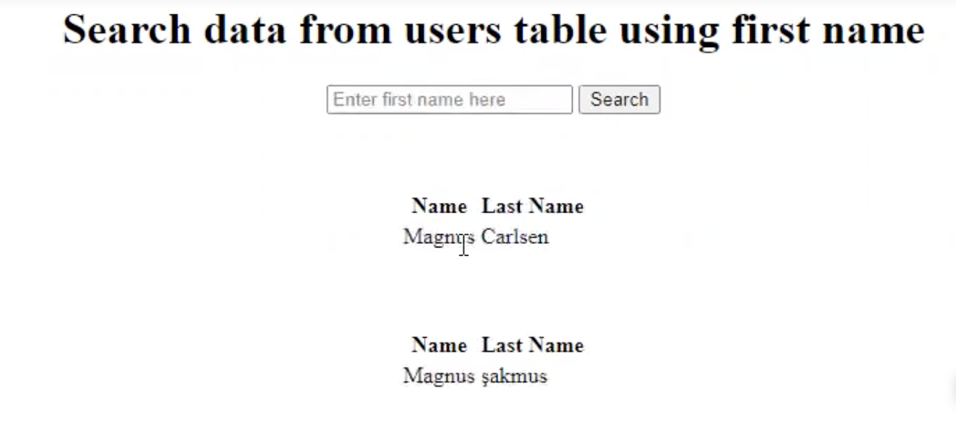 Search data from users table using first name
Enter first name here Search
Name Last Name
Magnus Carlsen
Name Last Name
Magnus şakmus